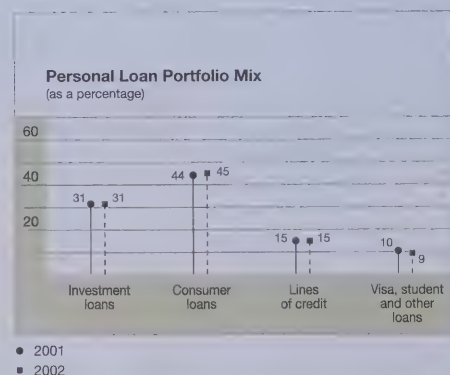 Personal Loan Portfolio Mix
(as a percentage)
60
40
20
31 31
44 45
15 15
10 9
Investment
loans
Consumer
loans
Lines
of credit
Visa, student
and other
loans
● 2001
■ 2002